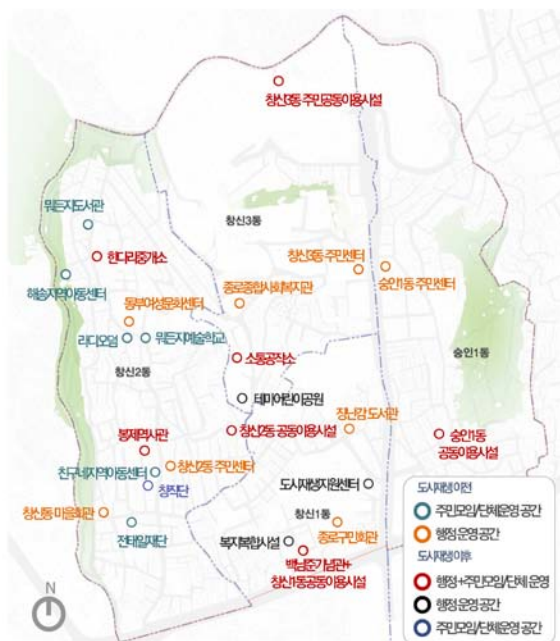 창신3동 주민공동이용시설
뭐든지도서관
창신3동
한다리중개소
창신3동 주민센터
숭인1동 주민센터
해송지역아동센터
종로종합사회복지관
동부여성문화센터
라디오덤
뭐든지예술학교
숭인1동
소통공작소
창신2동
테마어린이공원
장난감 도서관
봉제역사관
창신2동 공동이용시설
숭인1동
공동이용시설
친구네지역아동센터
창신2동 주민센터
창직단
도시재생지원센터
창신동 마을회관
창신1동
전태일재단
종로구민회관
복지복합시설
백남준기념관+
창신1동공동이용시설
N
도시재생 이전
주민모임/단체운영 공간
행정 운영 공간
도시재생 이후
행정+주민모임/단체 운영
행정 운영 공간
주민모임/단체운영 공간